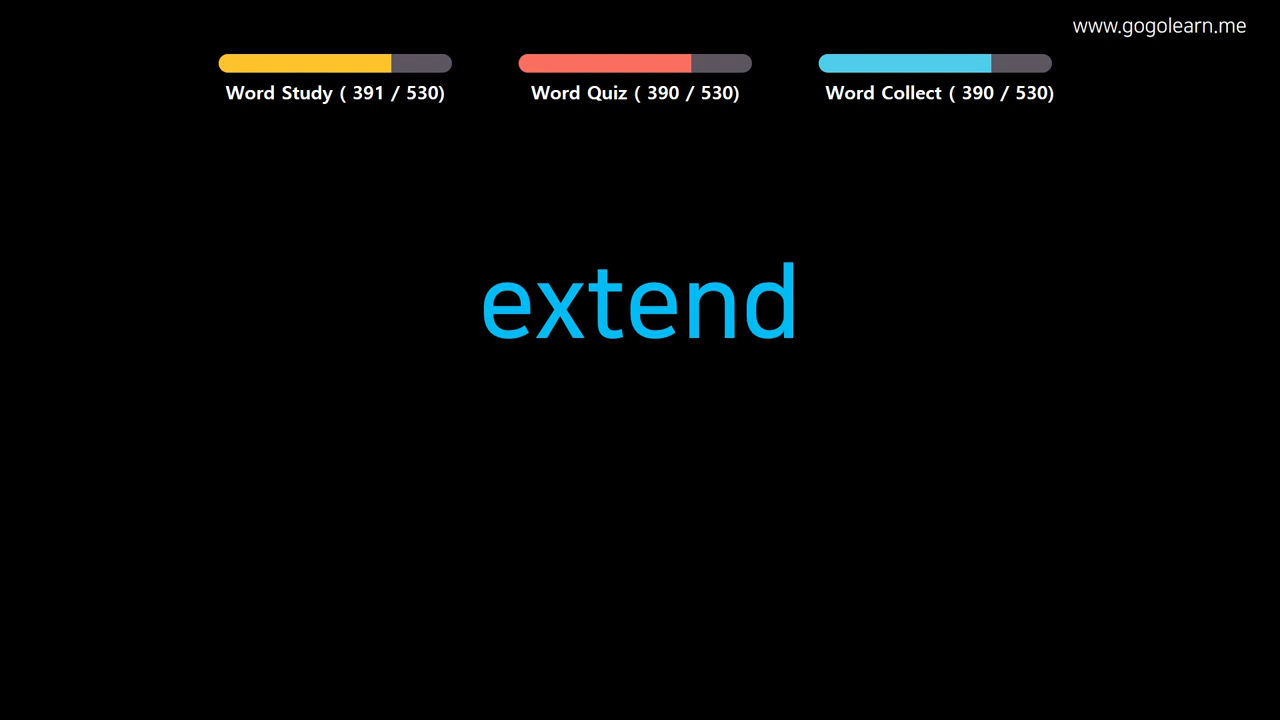 www.gogolearn.me
Word Study ( 391 / 530)
Word Quiz ( 390 / 530)
Word Collect ( 390 / 530)
extend